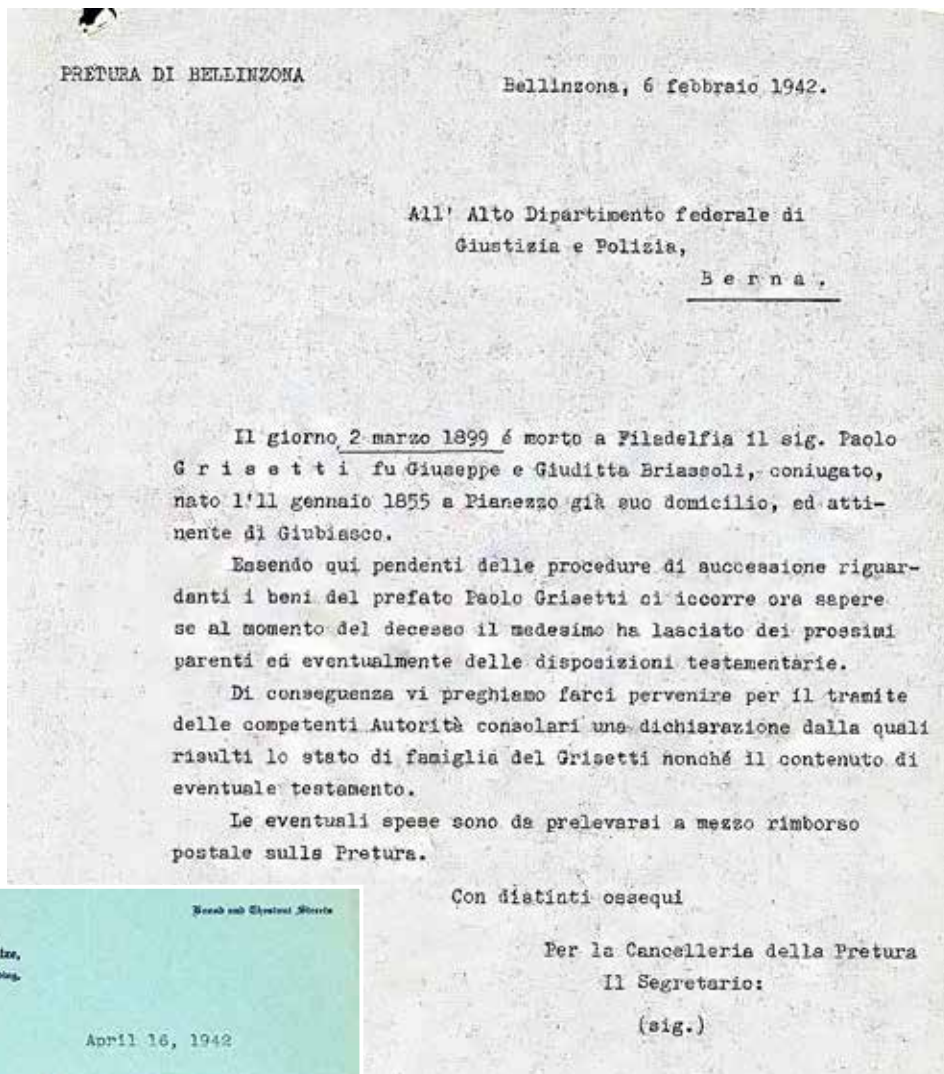 PRETURA DI BELLINZONA
Bellinzona, 6 febbraio 1942.
All' Alto Dipartimento federale di
Giustizia e Polizia,
B e r n a .
Il giorno 2 marzo 1899 é morto a Filadelfia il sig. Paolo
G r i s e t t i fu Giuseppe e Giuditta Briassoli, coniugato,
nato l'11 gennaio 1855 a Pianezzo già suo domicilio, ed atti-
nente di Giubiasco.
Essendo qui pendenti delle procedure di successione riguar-
danti i beni del prefato Paolo Grisetti ci iccorre ora sapere
se al momento del decesso il medesimo ha lasciato dei prossimi
parenti ed eventualmente delle disposizioni testamentarie.
Di conseguenza vi preghiamo farci pervenire per il tramite
delle competenti Autorità consolari una dichiarazione dalla quali
risulti lo stato di famiglia del Grisetti nonché il contenuto di
eventuale testamento.
Le eventuali spese sono da prelevarsi a mezzo rimborso
postale sulla Pretura.
Con distinti ossequi
Per la Cancelleria della Pretura
Il Segretario:
(sig.)
Broad and Chestnut Streets
April 16, 1942